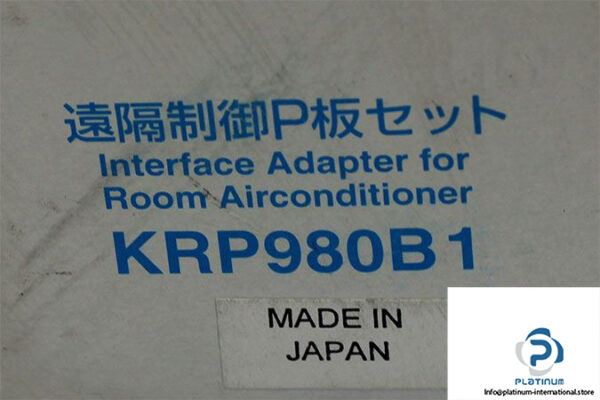 遠隔制御P板セット
Interface Adapter for
Room Airconditioner
KRP980B1
MADE IN
JAPAN
PLATINUM
Info@platinum-international.store